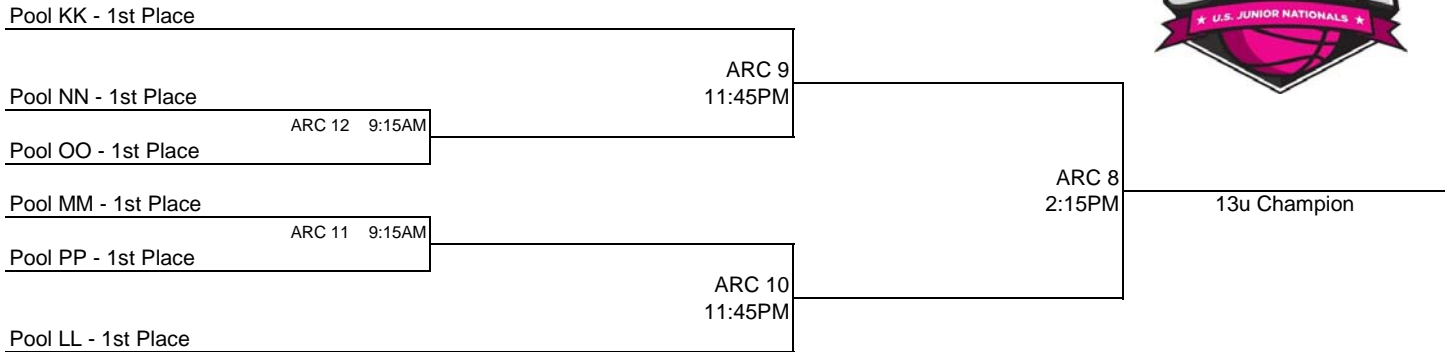 Pool KK - 1st Place
★ U.S. JUNIOR NATIONALS ★
ARC 9
Pool NN - 1st Place
11:45PM
ARC 12 9:15AM
Pool OO - 1st Place
ARC 8
Pool MM - 1st Place
2:15PM
13u Champion
ARC 11 9:15AM
Pool PP - 1st Place
ARC 10
11:45PM
Pool LL - 1st Place